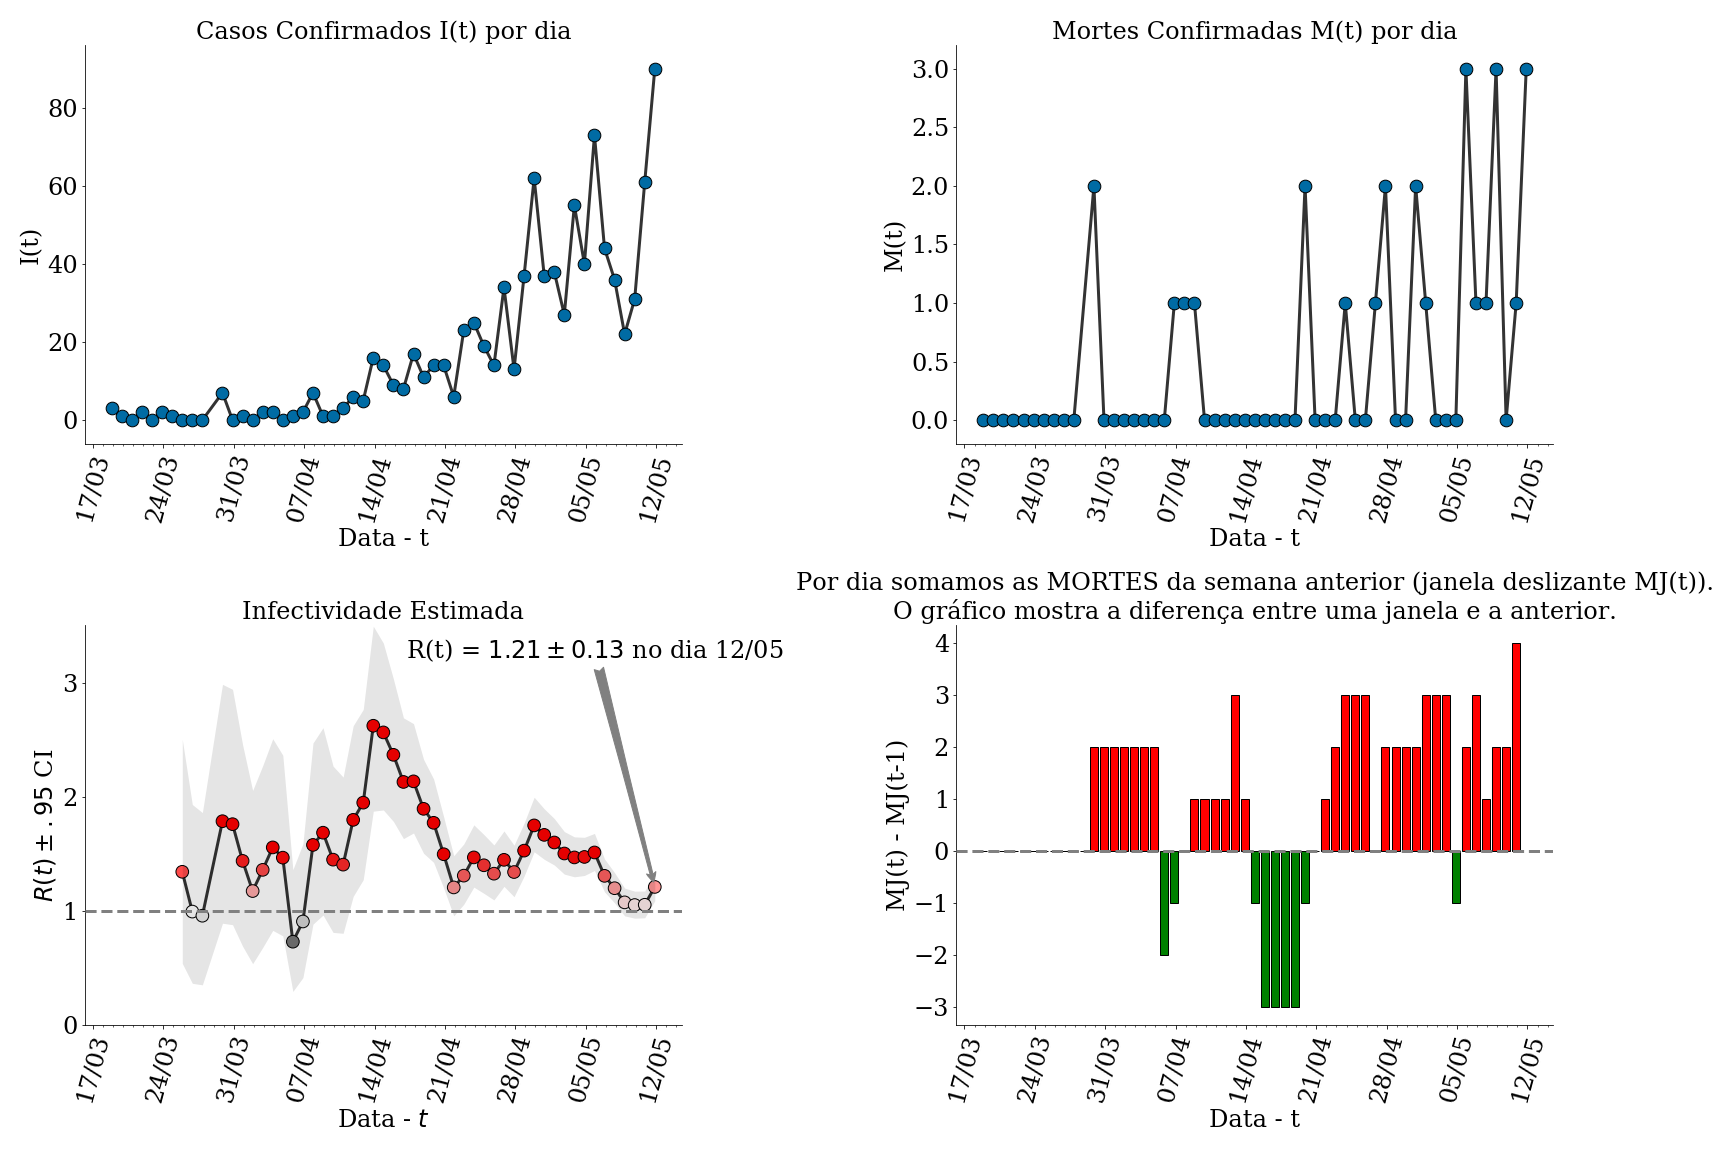 Casos Confirmados I(t) por dia
I(t)
80
60
40
20
0
17/03 24/03 31/03 07/04 14/04 21/04 28/04 05/05 12/05
Data - t
Mortes Confirmadas M(t) por dia
M(t)
3.0
2.5
2.0
1.5
1.0
0.5
0.0
17/03 24/03 31/03 07/04 14/04 21/04 28/04 05/05 12/05
Data - t
Infectividade Estimada
R(t) = 1.21 ± 0.13 no dia 12/05
R(t) ± . 95 CI
3
2
1
0
17/03 24/03 31/03 07/04 14/04 21/04 28/04 05/05 12/05
Data - t
Por dia somamos as MORTES da semana anterior (janela deslizante MJ(t)).
O gráfico mostra a diferença entre uma janela e a anterior.
MJ(t) - MJ(t-1)
4
3
2
1
0
−1
−2
−3
17/03 24/03 31/03 07/04 14/04 21/04 28/04 05/05 12/05
Data - t